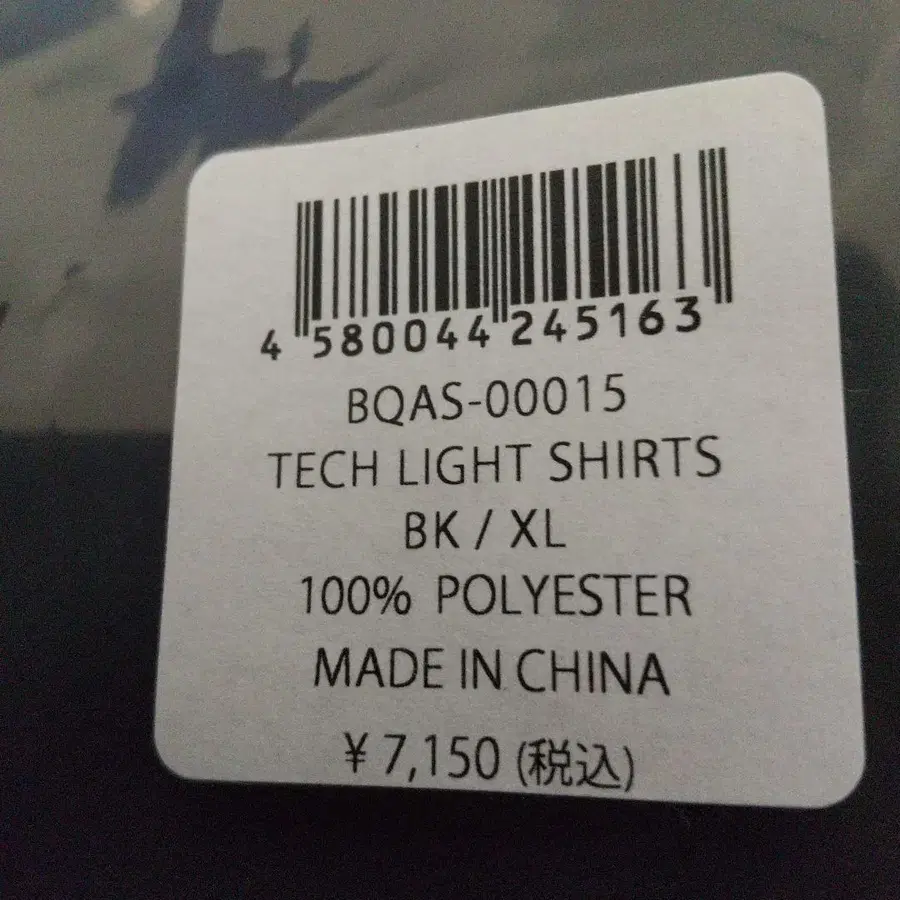 4 580044 245163
BQAS-00015
TECH LIGHT SHIRTS
BK / XL
100% POLYESTER
MADE IN CHINA
¥ 7,150 (税込)